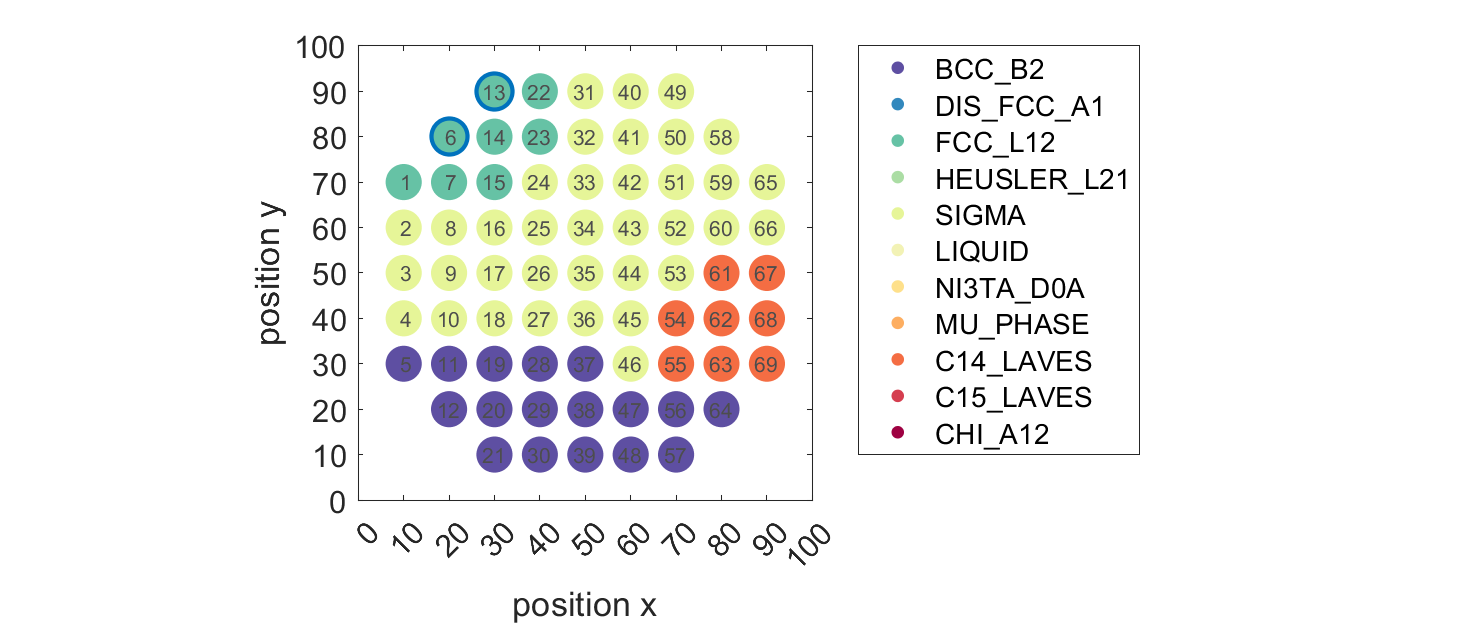 100
90 13 22 31 40 49
80 6 14 23 32 41 50 58
70 1 7 15 24 33 42 51 59 65
60 2 8 16 25 34 43 52 60 66
50 3 9 17 26 35 44 53 61 67
40 4 10 18 27 36 45 54 62 68
30 5 11 19 28 37 46 55 63 69
20 12 20 29 38 47 56 64
10 21 30 39 48 57
0
position y
0 10 20 30 40 50 60 70 80 90 100
position x
BCC_B2
DIS_FCC_A1
FCC_L12
HEUSLER_L21
SIGMA
LIQUID
NI3TA_D0A
MU_PHASE
C14_LAVES
C15_LAVES
CHI_A12